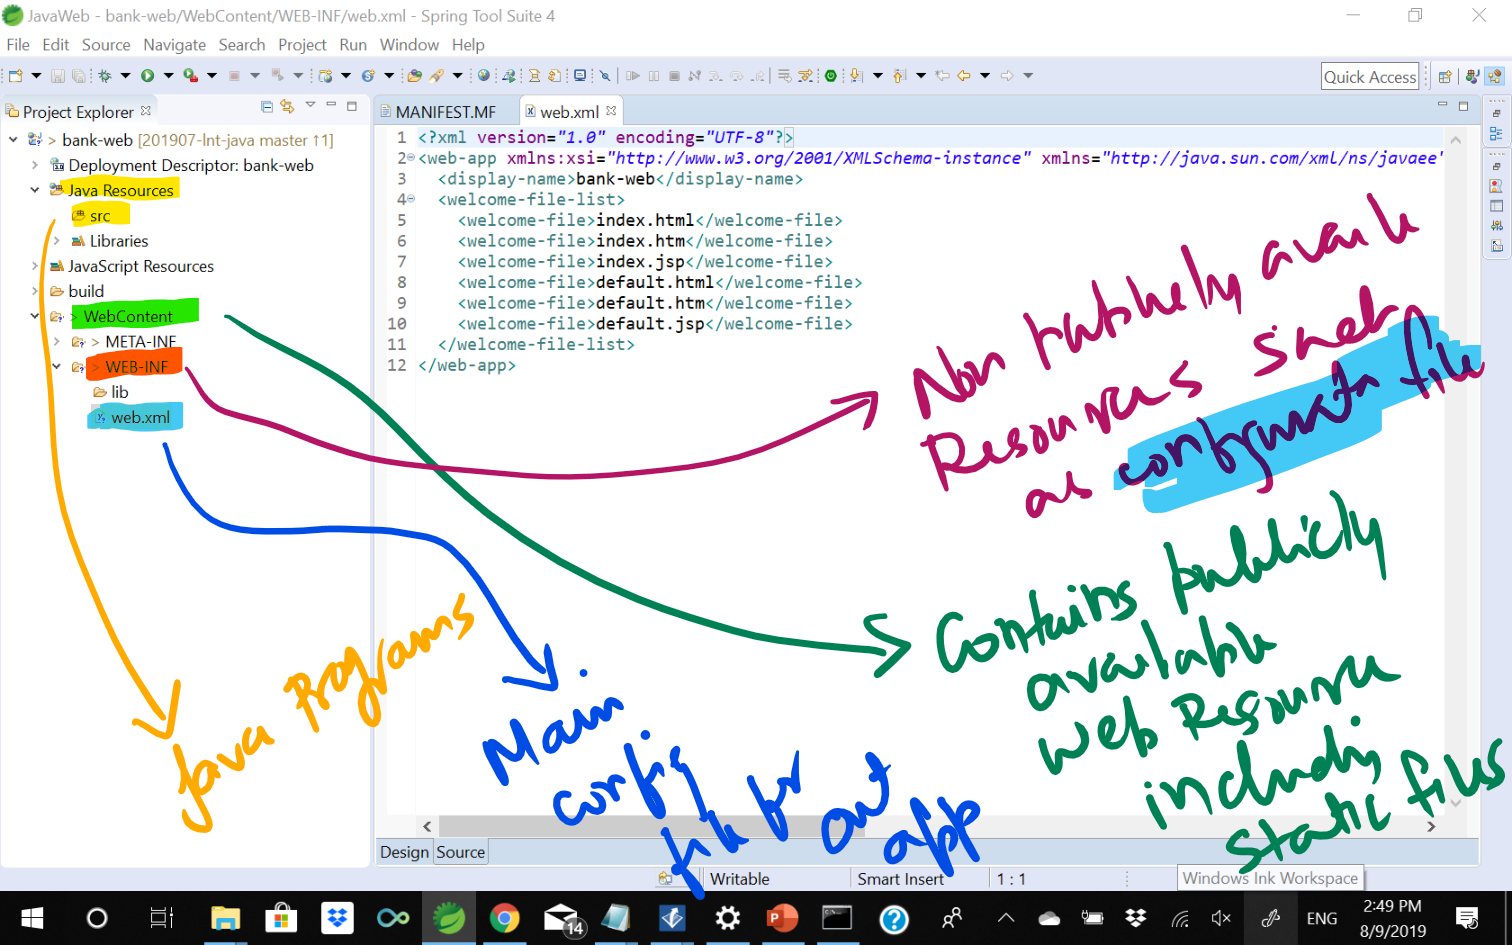 JavaWeb - bank-web/WebContent/WEB-INF/web.xml - Spring Tool Suite 4
File Edit Source Navigate Search Project Run Window Help
Quick Access
Project Explorer
bank-web [201907-Int-java master ↑1]
Deployment Descriptor: bank-web
Java Resources
src
Libraries
JavaScript Resources
build
> WebContent
> META-INF
> WEB-INF
lib
web.xml
MANIFEST.MF web.xml
1 <?xml version="1.0" encoding="UTF-8"?>
2 <web-app xmlns:xsi="http://www.w3.org/2001/XMLSchema-instance" xmlns="http://java.sun.com/xml/ns/javaee"
3 <display-name>bank-web</display-name>
4 <welcome-file-list>
5 <welcome-file>index.html</welcome-file>
6 <welcome-file>index.htm</welcome-file>
7 <welcome-file>index.jsp</welcome-file>
8 <welcome-file>default.html</welcome-file>
9 <welcome-file>default.htm</welcome-file>
10 <welcome-file>default.jsp</welcome-file>
11 </welcome-file-list>
12 </web-app>
Non
Resources
as
file
Contains publicly
available
web Resource
including
static files
Java Programs
Main
config
file for
our
app
Design Source
Writable Smart Insert 1 : 1
Windows Ink Workspace
14
ENG
2:49 PM
8/9/2019